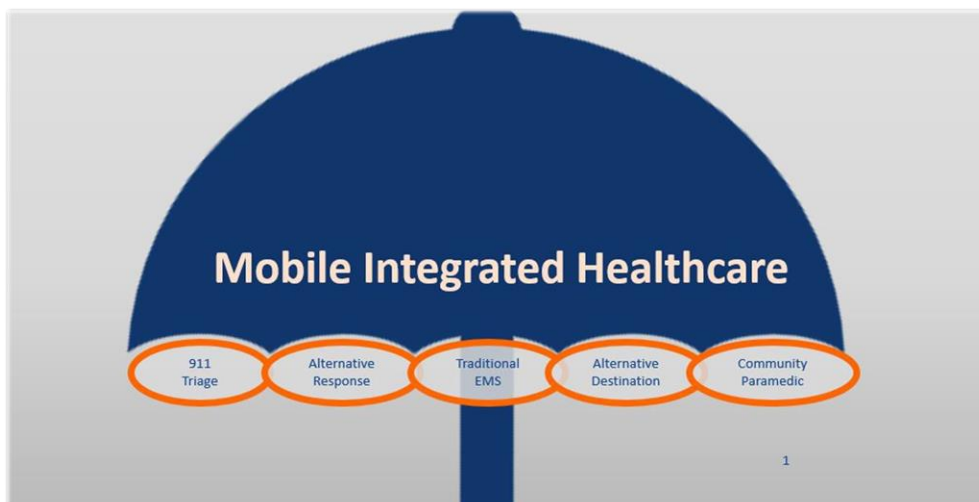 Mobile Integrated Healthcare
911
Triage
Alternative
Response
Traditional
EMS
Alternative
Destination
Community
Paramedic
1